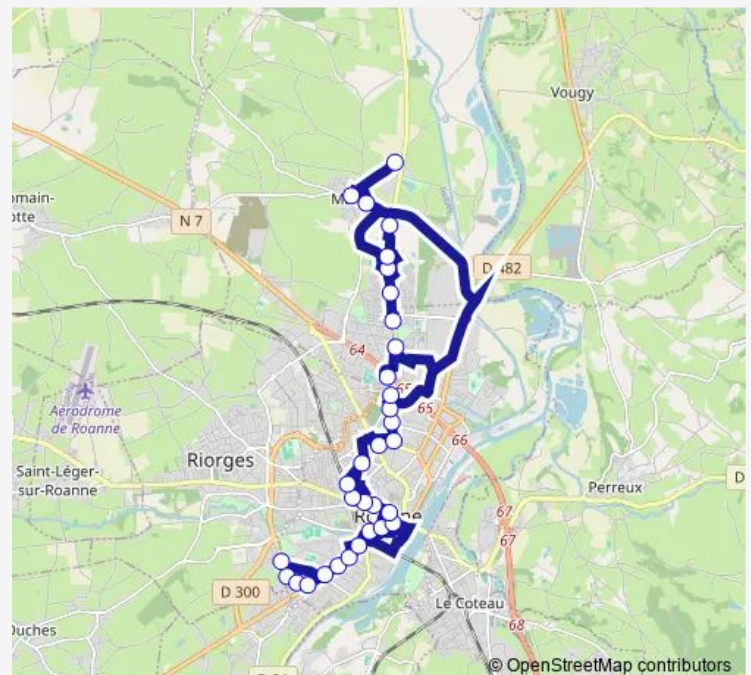 Vougy
omain-
otte
N 7
D 482
64
65
65
Aérodrome
de Roanne
66
Riorges
Saint-Léger-
sur-Roanne
Perreux
D
67
67
D 300
Le Coteau
Ouches
68
© OpenStreetMap contributors